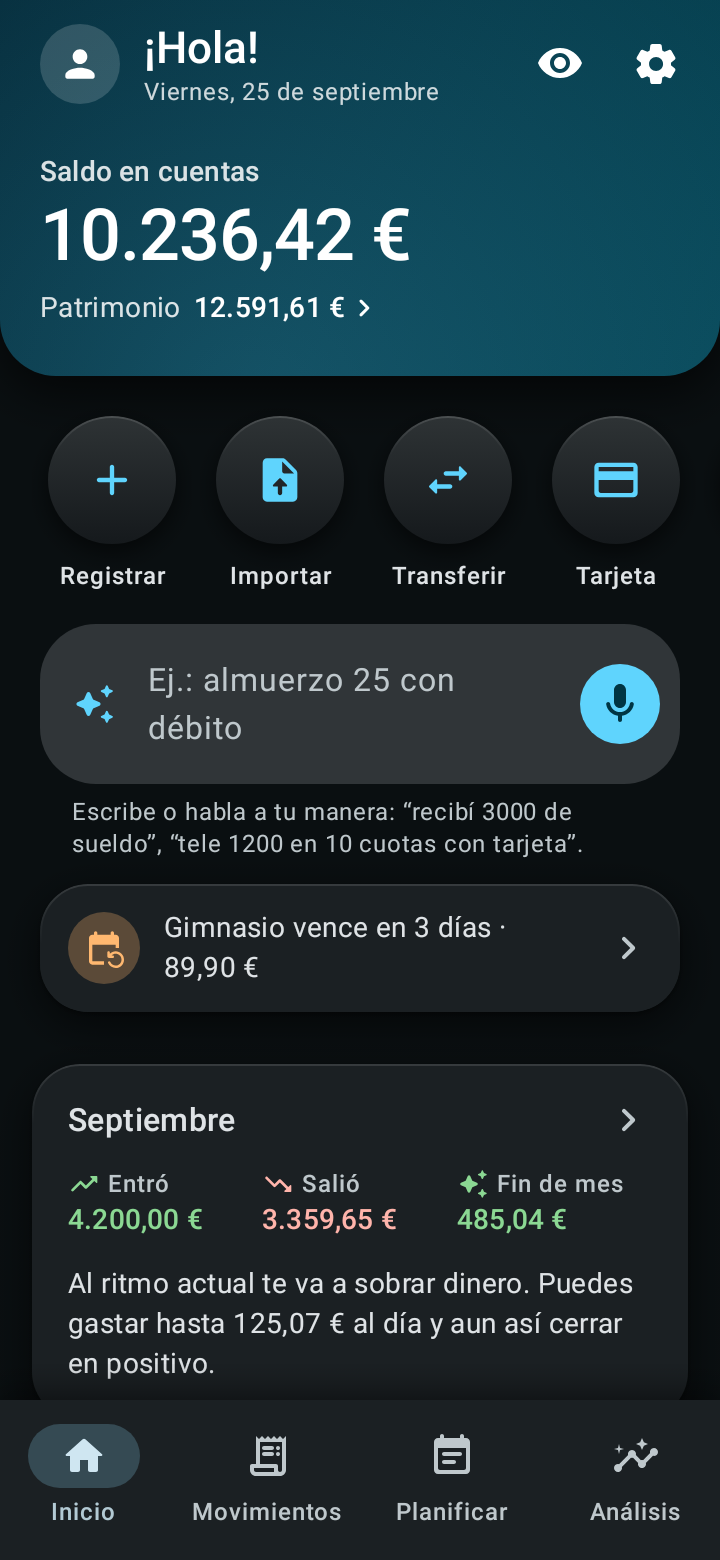 ¡Hola!
Viernes, 25 de septiembre
Saldo en cuentas
10.236,42 €
Patrimonio 12.591,61 €
Registrar
Importar
Transferir
Tarjeta
Ej.: almuerzo 25 con
débito
Escribe o habla a tu manera: “recibí 3000 de
sueldo”, “tele 1200 en 10 cuotas con tarjeta”.
Gimnasio vence en 3 días ·
89,90 €
Septiembre
Entró
Salió
Fin de mes
4.200,00 €
3.359,65 €
485,04 €
Al ritmo actual te va a sobrar dinero. Puedes
gastar hasta 125,07 € al día y aun así cerrar
en positivo.
Inicio
Movimientos
Planificar
Análisis